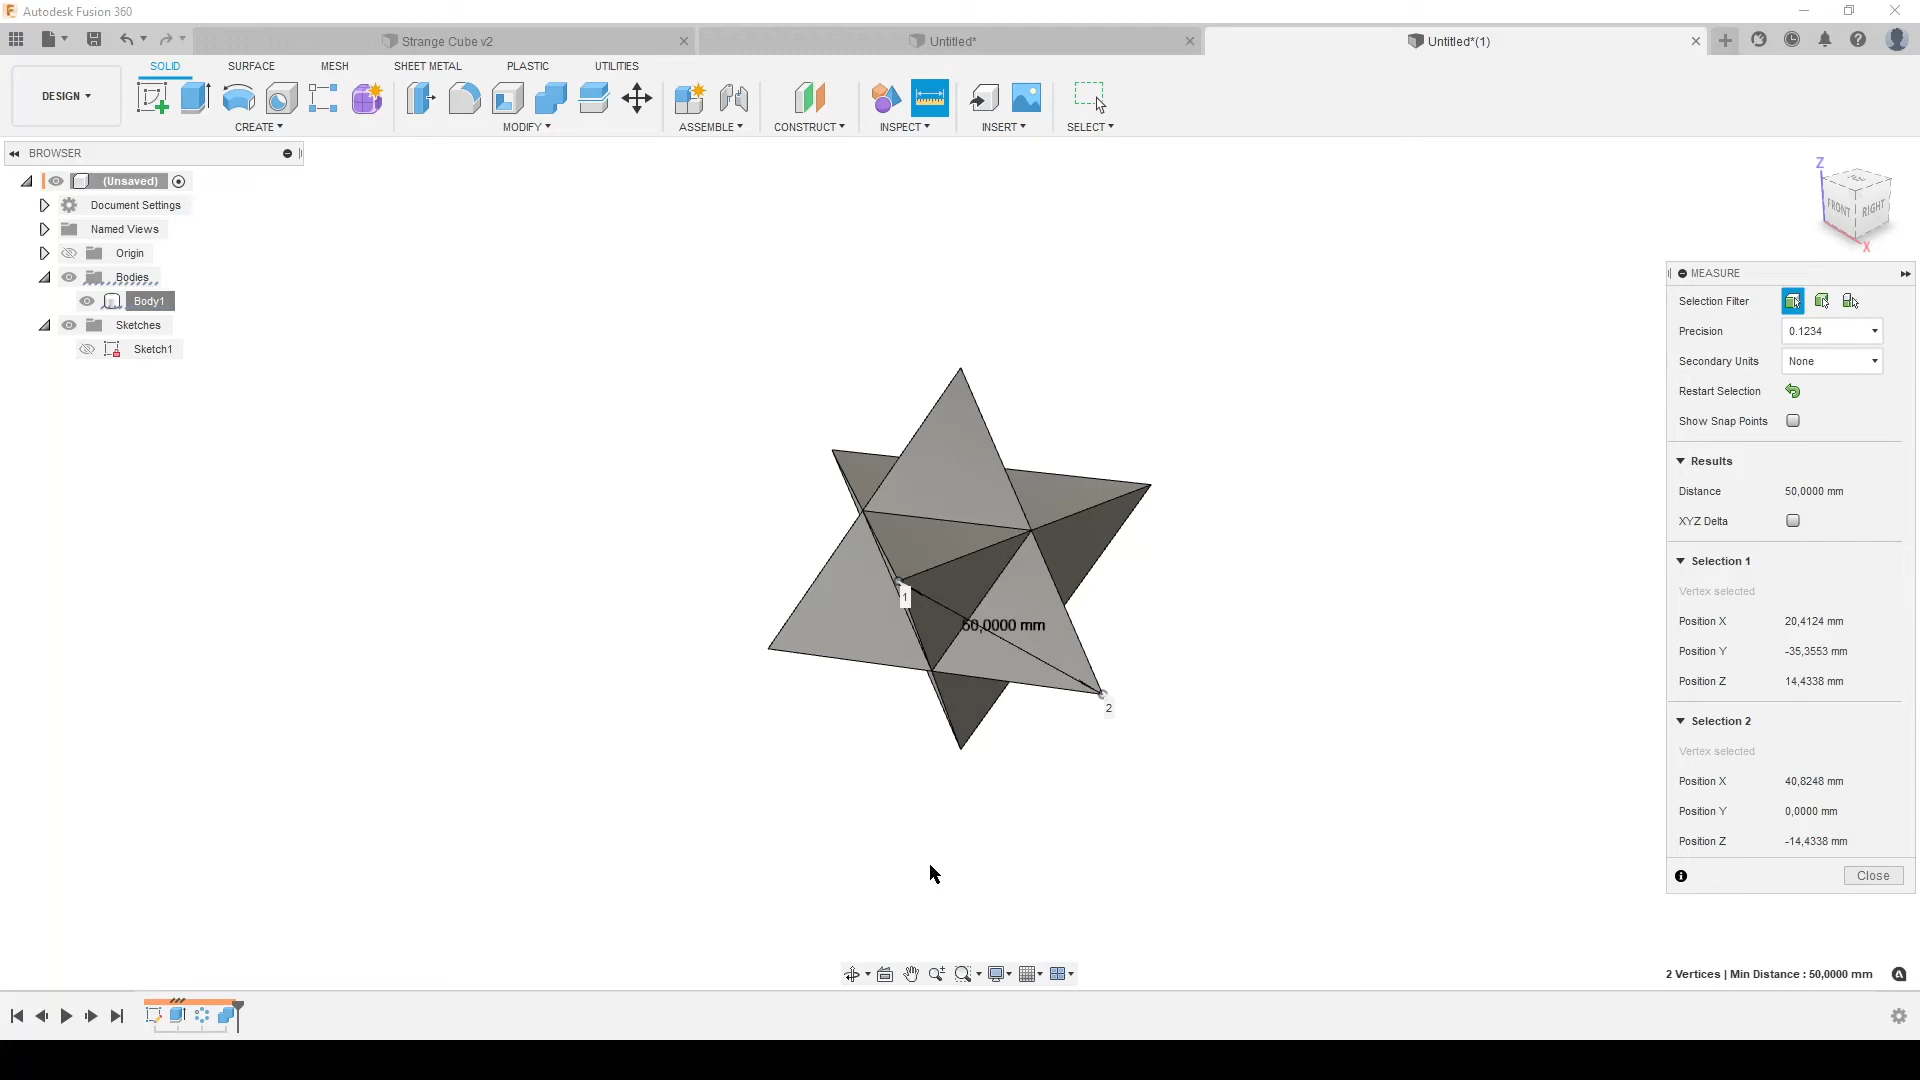 Autodesk Fusion 360
Strange Cube v2
Untitled*
Untitled*(1)
SOLID SURFACE MESH SHEET METAL PLASTIC UTILITIES
DESIGN
CREATE MODIFY ASSEMBLE CONSTRUCT INSPECT INSERT SELECT
BROWSER
(Unsaved)
Document Settings
Named Views
Origin
Bodies
Body1
Sketches
Sketch1
Z
TOP
FRONT RIGHT
X
1
50,0000 mm
2
MEASURE
Selection Filter
Precision 0.1234
Secondary Units None
Restart Selection
Show Snap Points
Results
Distance 50,0000 mm
XYZ Delta
Selection 1
Vertex selected
Position X 20,4124 mm
Position Y -35,3553 mm
Position Z 14,4338 mm
Selection 2
Vertex selected
Position X 40,8248 mm
Position Y 0,0000 mm
Position Z -14,4338 mm
Close
2 Vertices | Min Distance : 50,0000 mm